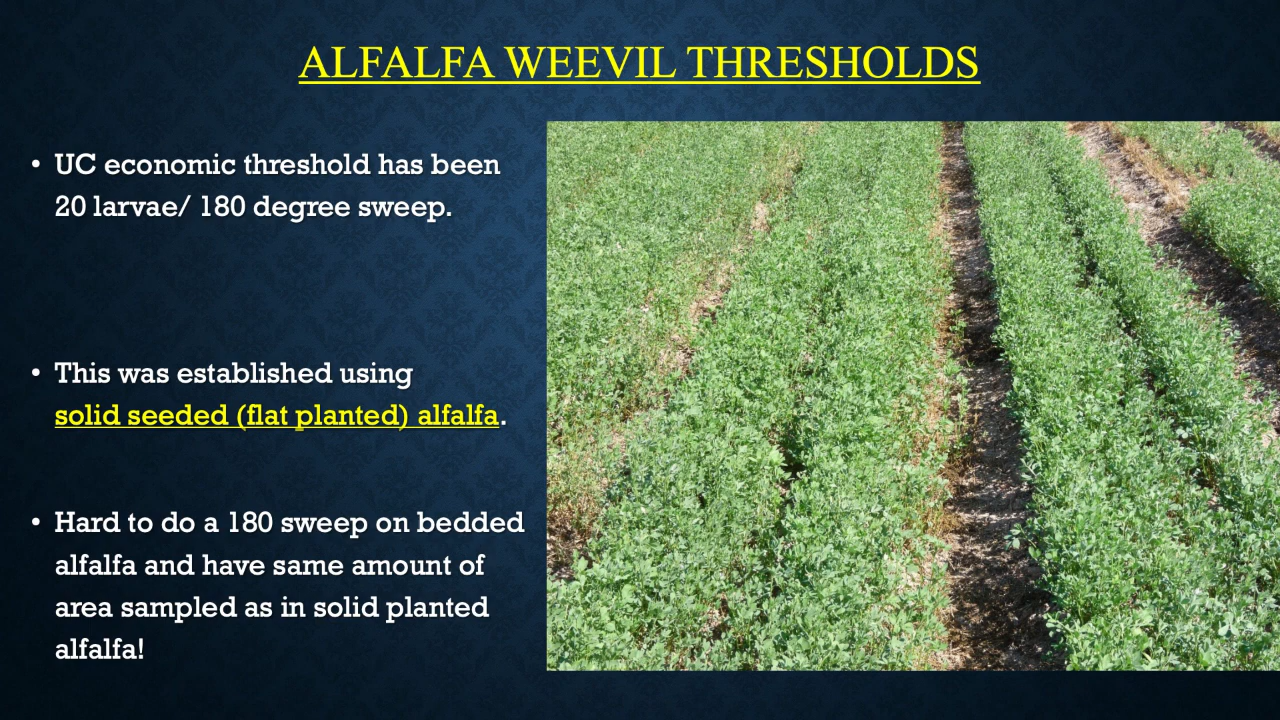 ALFALFA WEEVIL THRESHOLDS
• UC economic threshold has been
20 larvae/ 180 degree sweep.
• This was established using
solid seeded (flat planted) alfalfa.
• Hard to do a 180 sweep on bedded
alfalfa and have same amount of
area sampled as in solid planted
alfalfa!